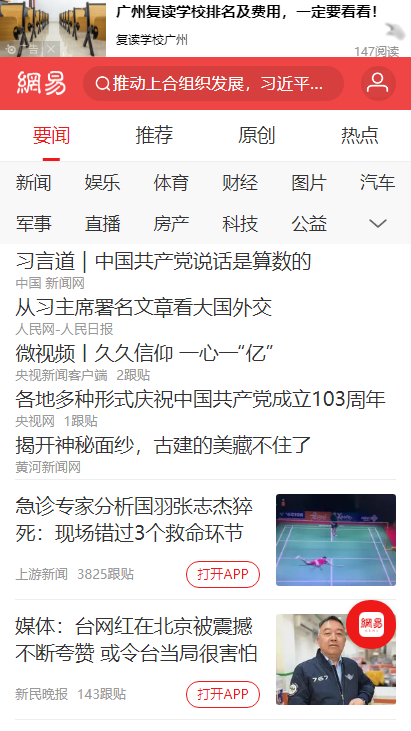 广州复读学校排名及费用，一定要看看！
复读学校广州
广告
147阅读
網易
推动上合组织发展，习近平...
要闻 推荐 原创 热点
新闻 娱乐 体育 财经 图片 汽车
军事 直播 房产 科技 公益
习言道｜中国共产党说话是算数的
中国 新闻网
从习主席署名文章看大国外交
人民网-人民日报
微视频丨久久信仰 一心一“亿”
央视新闻客户端 2跟贴
各地多种形式庆祝中国共产党成立103周年
央视网 1跟贴
揭开神秘面纱，古建的美藏不住了
黄河新闻网
急诊专家分析国羽张志杰猝
死：现场错过3个救命环节
上游新闻 3825跟贴
打开APP
網易
媒体：台网红在北京被震撼
不断夸赞 或令台当局很害怕
767
新民晚报 143跟贴
打开APP